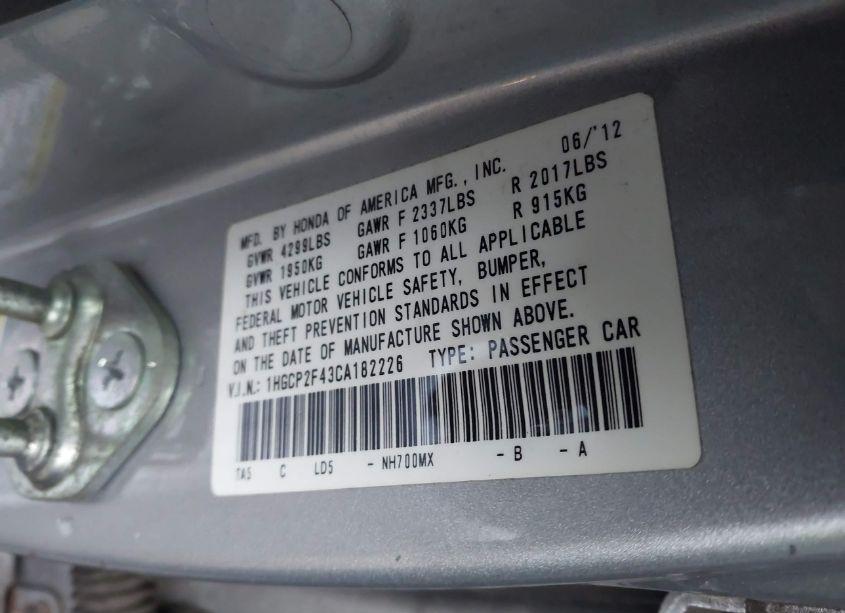 MFD. BY HONDA OF AMERICA MFG., INC. 06/'12
GVWR 4299LBS GAWR F 2337LBS R 2017LBS
GVWR 1950KG GAWR F 1060KG R 915KG
THIS VEHICLE CONFORMS TO ALL APPLICABLE
FEDERAL MOTOR VEHICLE SAFETY, BUMPER,
AND THEFT PREVENTION STANDARDS IN EFFECT
ON THE DATE OF MANUFACTURE SHOWN ABOVE.
V.I.N.: 1HGCP2F43CA182226 TYPE: PASSENGER CAR
TA5 C LD5 - NH700MX - B - A